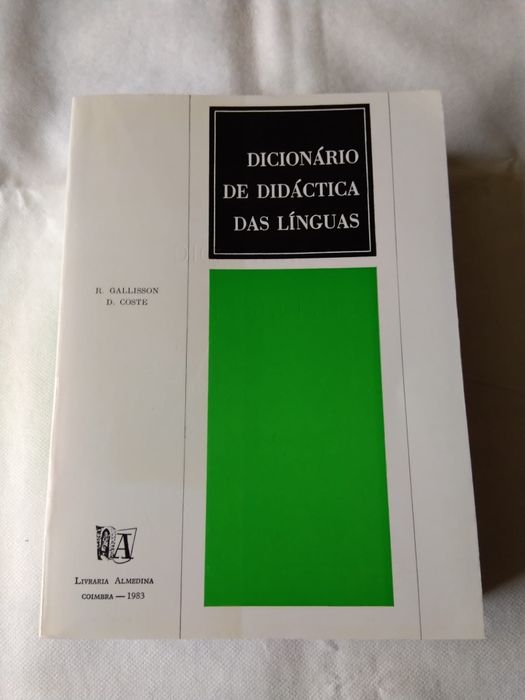 DICIONÁRIO
DE DIDÁCTICA
DAS LÍNGUAS
R. GALLISSON
D. COSTE
A
LIVRARIA ALMEDINA
COIMBRA — 1983